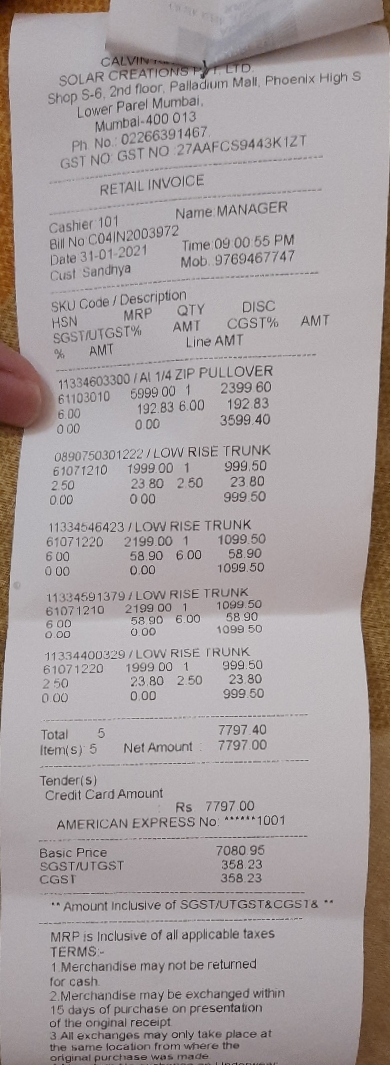 CALVIN
SOLAR CREATIONS LTD.
Shop S-6, 2nd floor, Palladium Mall, Phoenix High S
Lower Parel Mumbai,
Mumbai-400 013
Ph No: 02266391467
GST NO: GST NO :27AAFCS9443K1ZT
RETAIL INVOICE
Cashier 101 Name:MANAGER
Bill No C04IN2003972
Date 31-01-2021 Time 09:00:55 PM
Cust Sandhya Mob. 9769467747
SKU Code / Description
HSN MRP QTY DISC
SGST/UTGST% AMT CGST% AMT
% AMT Line AMT
11334603300 / AI 1/4 ZIP PULLOVER
61103010 5999.00 1 2399.60
6.00 192.83 6.00 192.83
0.00 0.00 3599.40
0890750301222 / LOW RISE TRUNK
61071210 1999.00 1 999.50
2.50 23.80 2.50 23.80
0.00 0.00 999.50
11334546423 / LOW RISE TRUNK
61071220 2199.00 1 1099.50
6.00 58.90 6.00 58.90
0.00 0.00 1099.50
11334591379 / LOW RISE TRUNK
61071210 2199.00 1 1099.50
6.00 58.90 6.00 58.90
0.00 0.00 1099.50
11334400329 / LOW RISE TRUNK
61071220 1999.00 1 999.50
2.50 23.80 2.50 23.80
0.00 0.00 999.50
Total 5 7797.40
Item(s) 5 Net Amount : 7797.00
Tender(s)
Credit Card Amount
Rs 7797.00
AMERICAN EXPRESS No: ******1001
Basic Price 7080.95
SGST/UTGST 358.23
CGST 358.23
** Amount Inclusive of SGST/UTGST&CGST& **
MRP is Inclusive of all applicable taxes
TERMS:-
1.Merchandise may not be returned
for cash.
2.Merchandise may be exchanged within
15 days of purchase on presentation
of the original receipt
3.All exchanges may only take place at
the same location from where the
original purchase was made